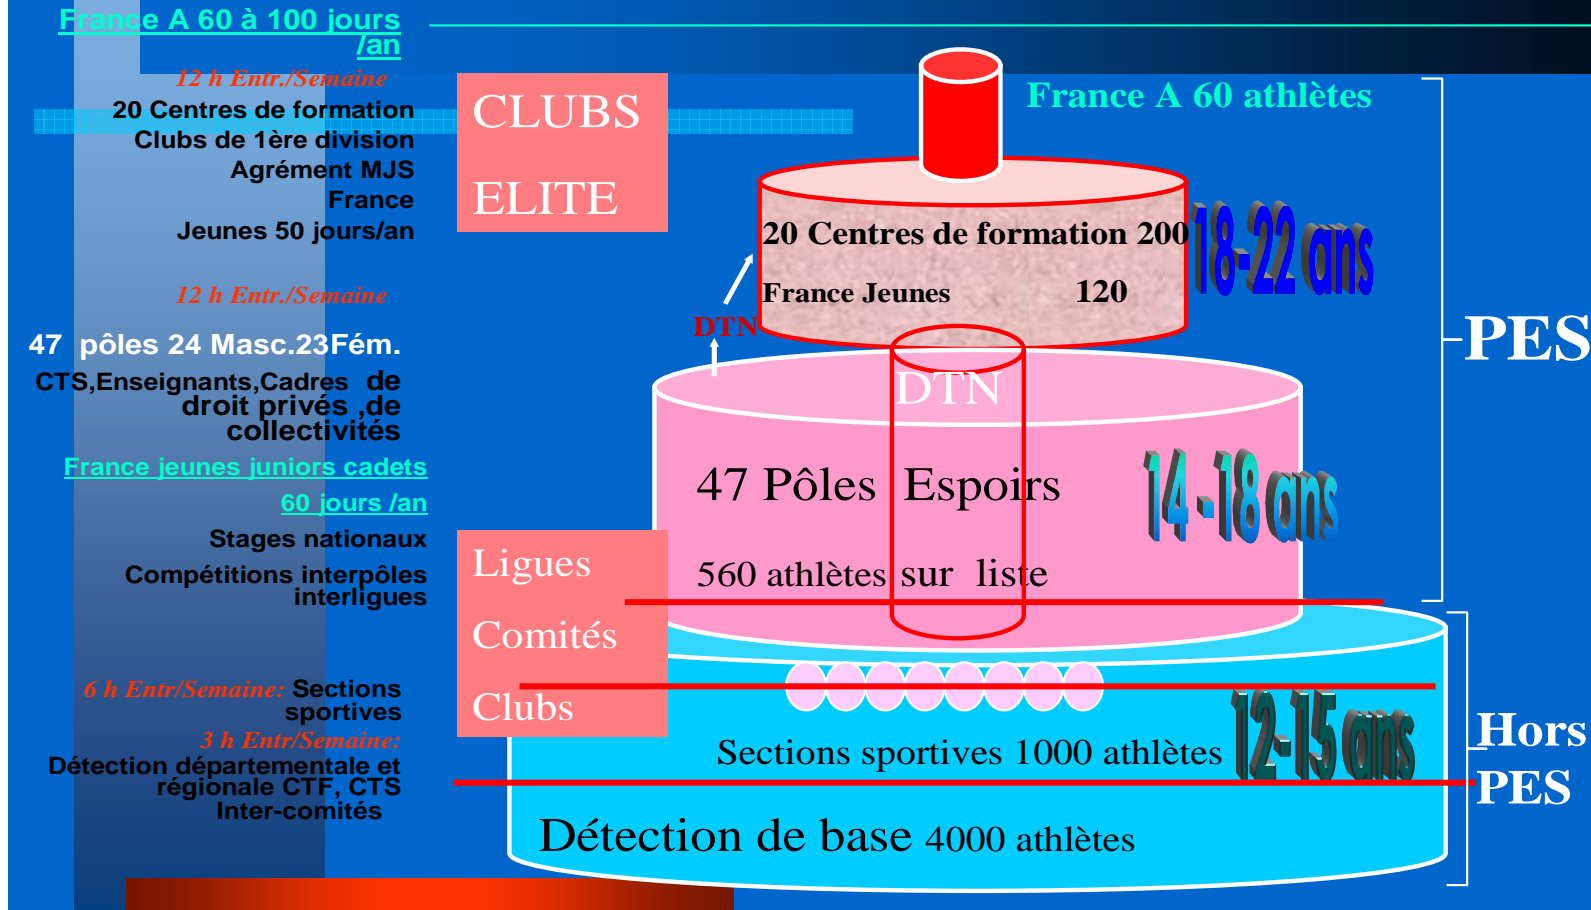 France A 60 à 100 jours
/an
12 h Entr./Semaine
20 Centres de formation
Clubs de 1ère division
Agrément MJS
France
Jeunes 50 jours/an
12 h Entr./Semaine
47 pôles 24 Masc.23Fém.
CTS,Enseignants,Cadres de
droit privés ,de
collectivités
France jeunes juniors cadets
60 jours /an
Stages nationaux
Compétitions interpôles
interligues
6 h Entr/Semaine: Sections
sportives
3 h Entr/Semaine:
Détection départementale et
régionale CTF, CTS
Inter-comités
CLUBS
ELITE
Ligues
Comités
Clubs
France A 60 athlètes
20 Centres de formation 200
France Jeunes 120
18-22 ans
DTN
DTN
47 Pôles Espoirs
560 athlètes sur liste
14-18 ans
Sections sportives 1000 athlètes
12-15 ans
Détection de base 4000 athlètes
PES
Hors
PES